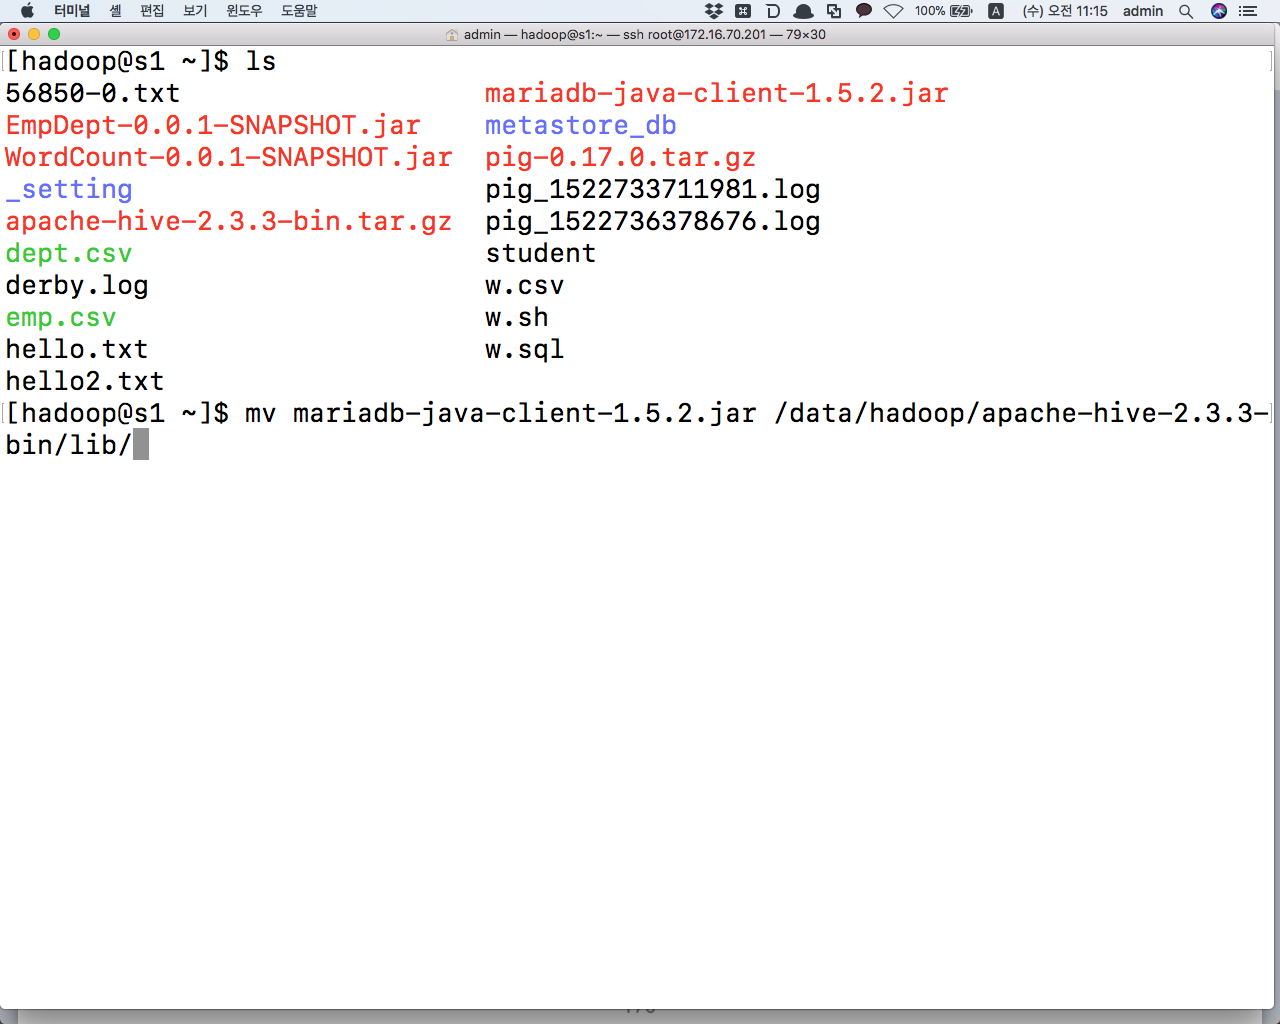 터미널 셸 편집 보기 윈도우 도움말 100% A (수) 오전 11:15 admin
admin — hadoop@s1:~ — ssh root@172.16.70.201 — 79×30
[hadoop@s1 ~]$ ls
56850-0.txt mariadb-java-client-1.5.2.jar
EmpDept-0.0.1-SNAPSHOT.jar metastore_db
WordCount-0.0.1-SNAPSHOT.jar pig-0.17.0.tar.gz
_setting pig_1522733711981.log
apache-hive-2.3.3-bin.tar.gz pig_1522736378676.log
dept.csv student
derby.log w.csv
emp.csv w.sh
hello.txt w.sql
hello2.txt
[hadoop@s1 ~]$ mv mariadb-java-client-1.5.2.jar /data/hadoop/apache-hive-2.3.3-
bin/lib/